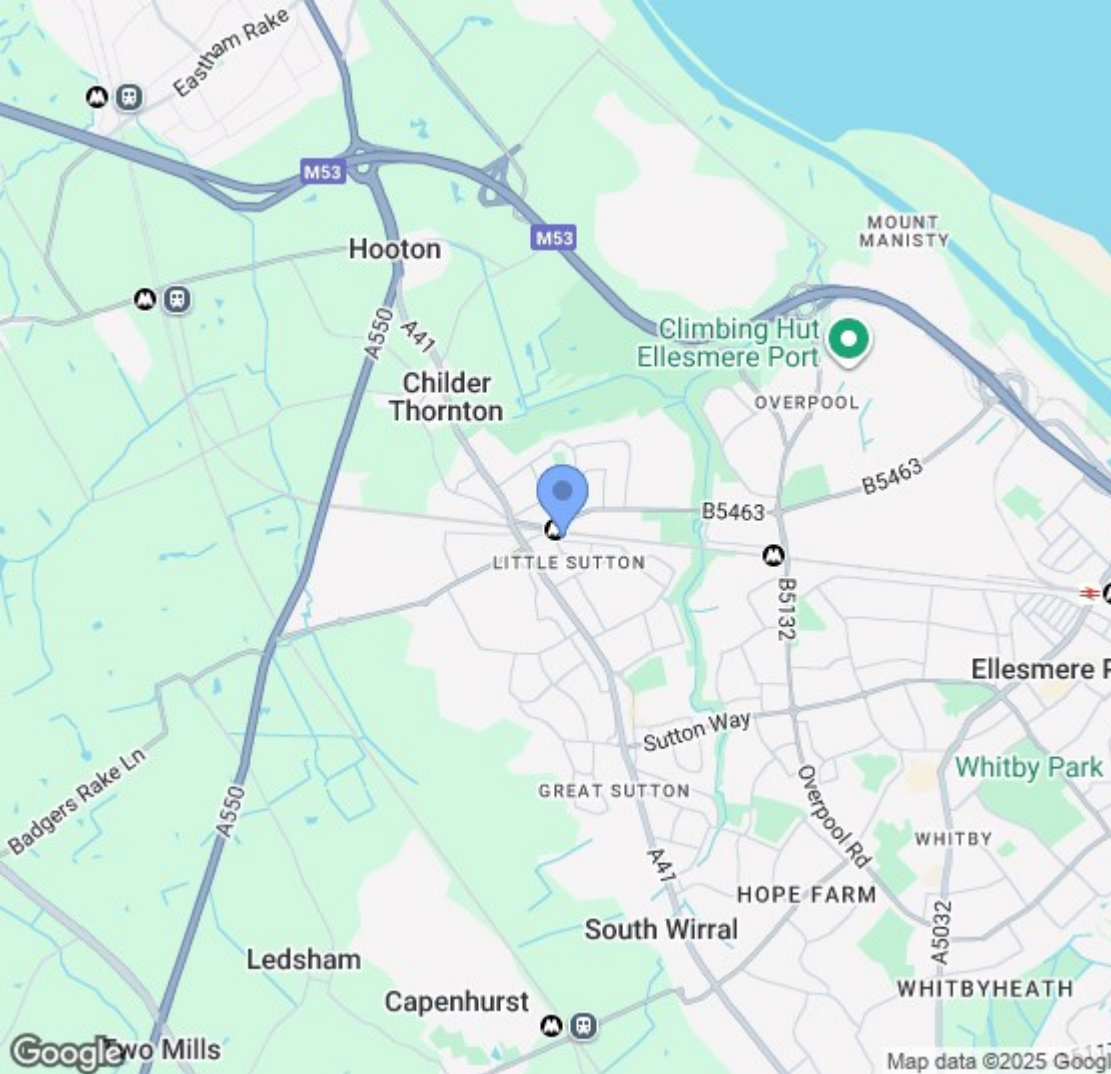 Eastham Rake
M53
M53
Hooton
MOUNT
MANISTY
A550
A41
Climbing Hut
Ellesmere Port
Childer
Thornton
OVERPOOL
B5463
B5463
LITTLE SUTTON
B5132
Ellesmere P
Sutton Way
Badgers Rake Ln
A550
GREAT SUTTON
Overpool Rd
Whitby Park
WHITBY
A41
HOPE FARM
South Wirral
A5032
Ledsham
WHITBYHEATH
Capenhurst
Google
Two Mills
Map data ©2025 Googl